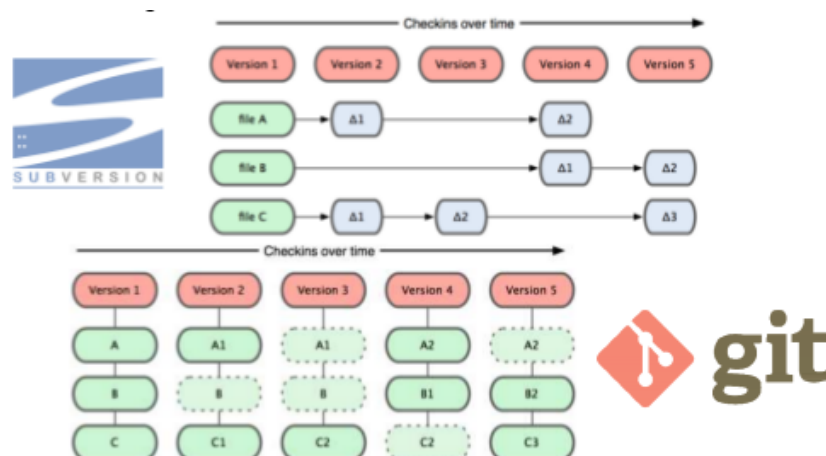 Checkins over time
Version 1 Version 2 Version 3 Version 4 Version 5
file A Δ1 Δ2
SUBVERSION
file B Δ1 Δ2
file C Δ1 Δ2 Δ3
Checkins over time
Version 1 Version 2 Version 3 Version 4 Version 5
A A1 A1 A2 A2
B B B B1 B2
C C1 C2 C2 C3
git